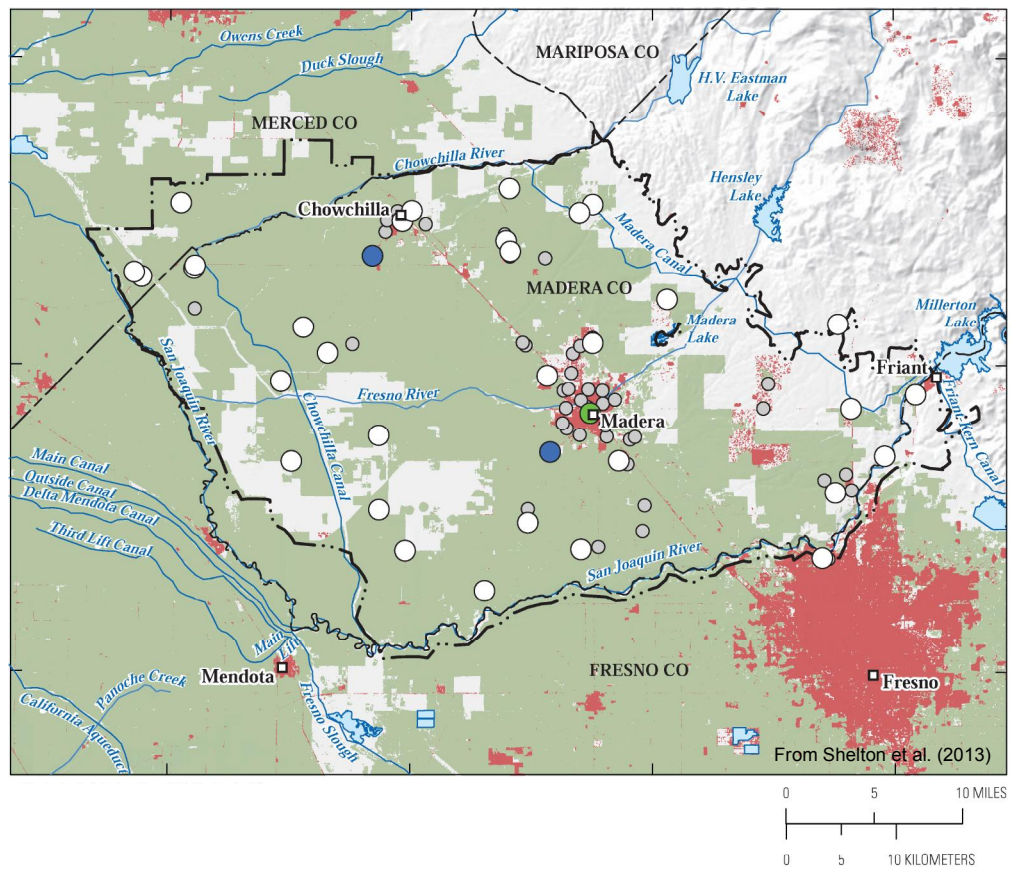 Owens Creek
MARIPOSA CO
Duck Slough
H.V. Eastman
Lake
MERCED CO
Chowchilla River
Hensley
Lake
Chowchilla
Madera Canal
MADERA CO
Millerton
Lake
Madera
Lake
San Joaquin River
Friant
Fresno River
Chowchilla Canal
Friant-Kern Canal
Madera
Main Canal
Outside Canal
Delta Mendota Canal
Third Lift Canal
San Joaquin River
Main
Lift
FRESNO CO
Mendota
Panoche Creek
Fresno
Fresno Slough
California Aqueduct
From Shelton et al. (2013)
0 5 10 MILES
0 5 10 KILOMETERS